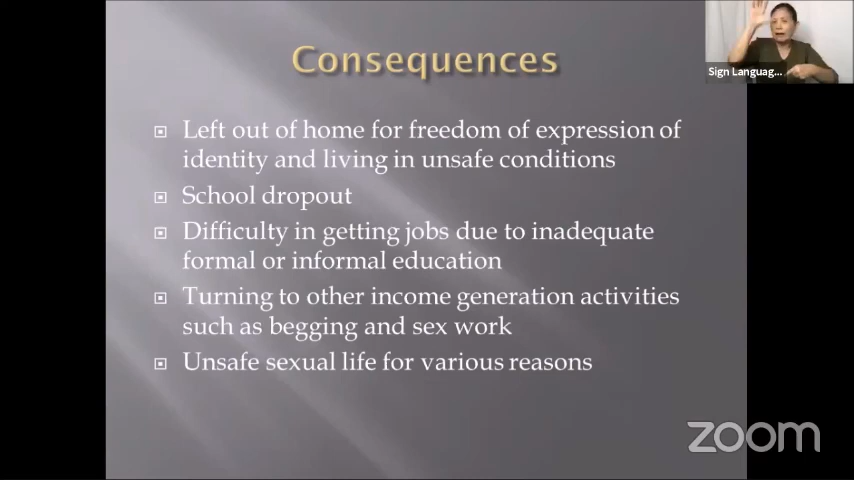 Consequences
Sign Languag...
Left out of home for freedom of expression of
identity and living in unsafe conditions
School dropout
Difficulty in getting jobs due to inadequate
formal or informal education
Turning to other income generation activities
such as begging and sex work
Unsafe sexual life for various reasons
zoom